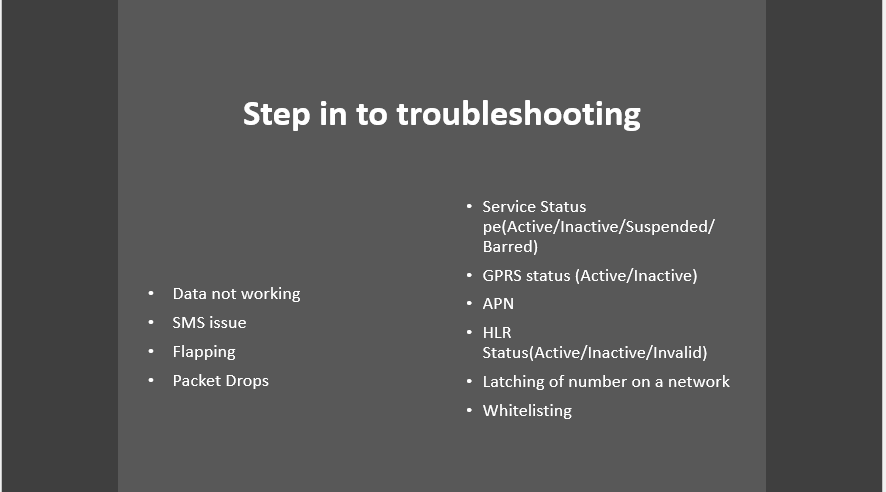 Step in to troubleshooting
• Data not working
• SMS issue
• Flapping
• Packet Drops
• Service Status
pe(Active/Inactive/Suspended/
Barred)
• GPRS status (Active/Inactive)
• APN
• HLR
Status(Active/Inactive/Invalid)
• Latching of number on a network
• Whitelisting